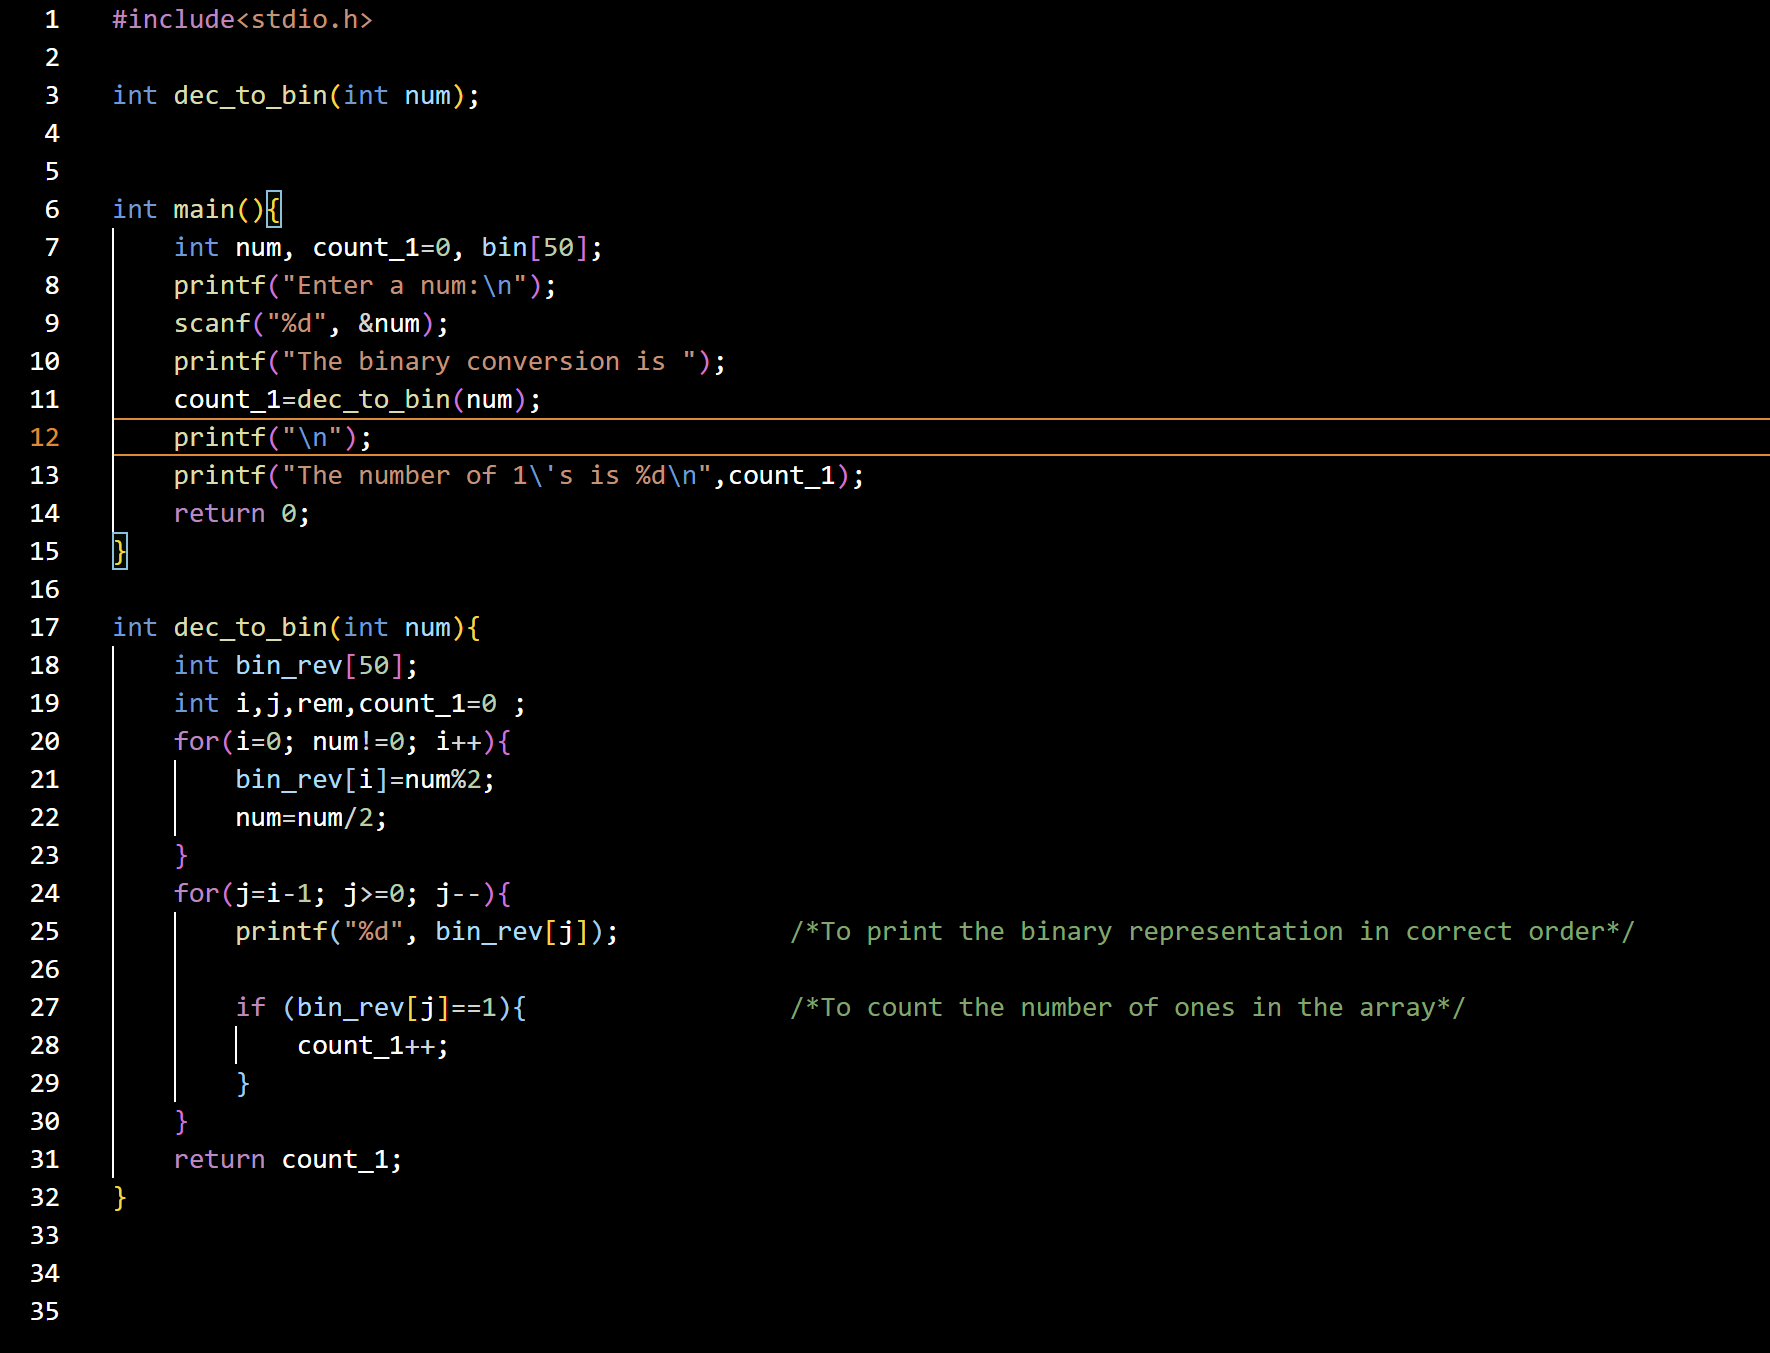 1 #include<stdio.h>
2
3 int dec_to_bin(int num);
4
5
6 int main(){
7     int num, count_1=0, bin[50];
8     printf("Enter a num:\n");
9     scanf("%d", &num);
10     printf("The binary conversion is ");
11     count_1=dec_to_bin(num);
12     printf("\n");
13     printf("The number of 1\'s is %d\n",count_1);
14     return 0;
15 }
16
17 int dec_to_bin(int num){
18     int bin_rev[50];
19     int i,j,rem,count_1=0 ;
20     for(i=0; num!=0; i++){
21         bin_rev[i]=num%2;
22         num=num/2;
23     }
24     for(j=i-1; j>=0; j--){
25         printf("%d", bin_rev[j]);           /*To print the binary representation in correct order*/
26
27         if (bin_rev[j]==1){                 /*To count the number of ones in the array*/
28             count_1++;
29         }
30     }
31     return count_1;
32 }
33
34
35